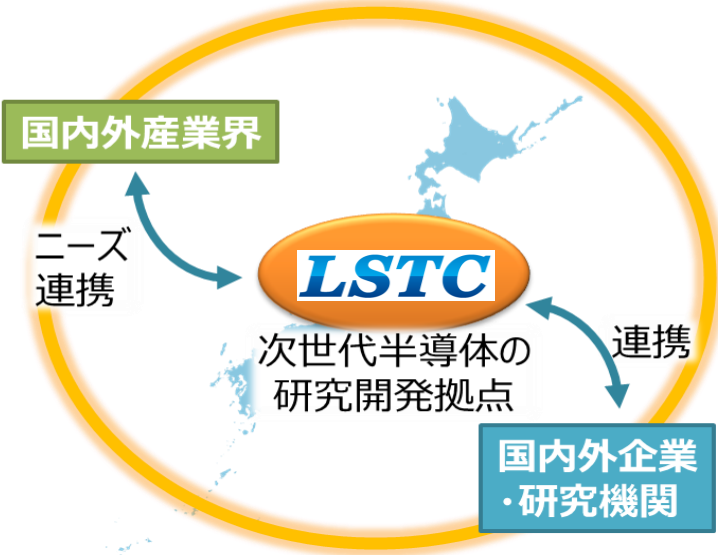 国内外産業界
ニーズ
連携
LSTC
次世代半導体の
研究開発拠点
連携
国内外企業
・研究機関